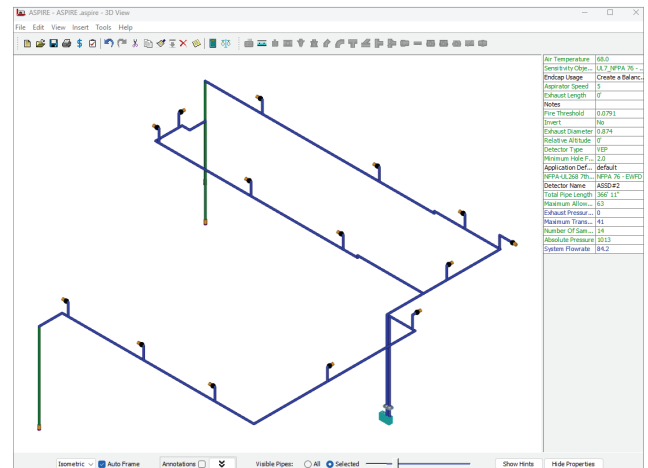 ASPIRE - ASPIRE .aspire - 3D View
File Edit View Insert Tools Help
Air Temperature 68.0
Sensitivity Obje... UL7_NFPA 76 - ...
Endcap Usage Create a Balanc...
Aspirator Speed 5
Exhaust Length 0'
Notes
Fire Threshold 0.0791
Invert No
Exhaust Diameter 0.874
Relative Altitude 0'
Detector Type VEP
Minimum Hole F... 2.0
Application Def... default
NFPA-UL268 7th... NFPA 76 - EWFD
Detector Name ASSD#2
Total Pipe Length 366' 11"
Maximum Allow... 63
Exhaust Pressur... 0
Maximum Trans... 41
Number Of Sam... 14
Absolute Pressure 1013
System Flowrate 84.2
Isometric Auto Frame Annotations Visible Pipes: All Selected Show Hints Hide Properties